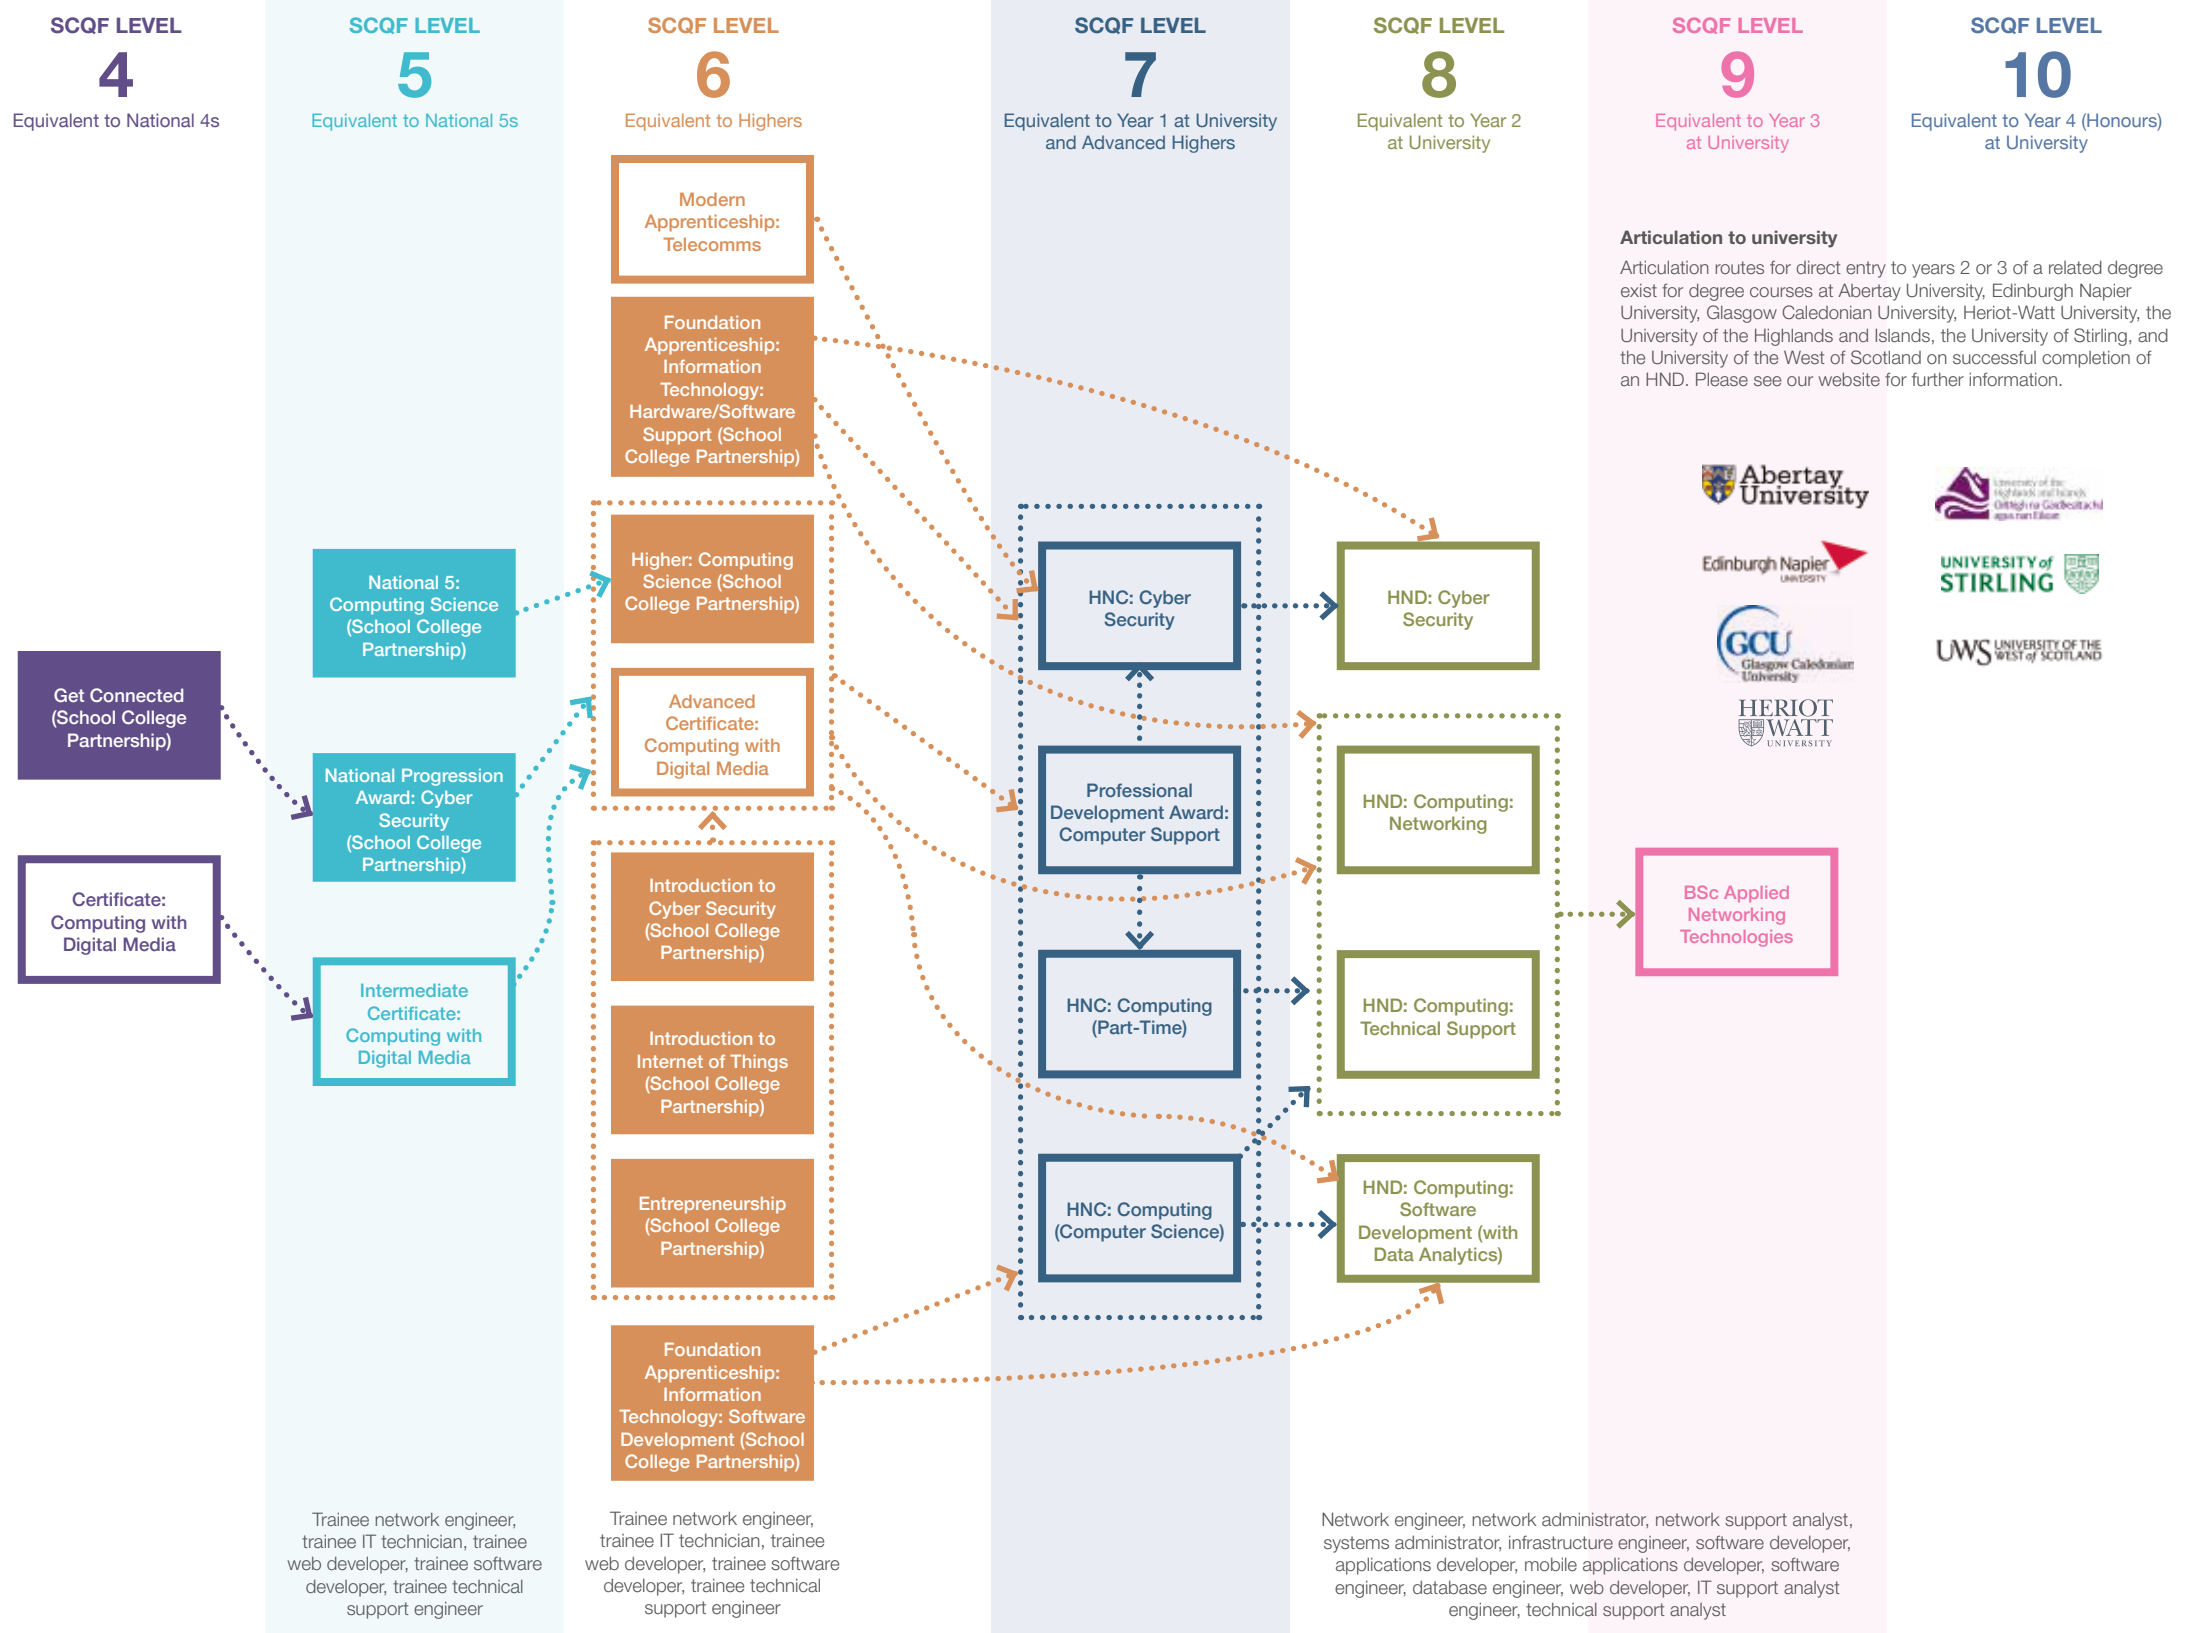 SCQF LEVEL
4
Equivalent to National 4s
SCQF LEVEL
5
Equivalent to National 5s
SCQF LEVEL
6
Equivalent to Highers
SCQF LEVEL
7
Equivalent to Year 1 at University
and Advanced Highers
SCQF LEVEL
8
Equivalent to Year 2
at University
SCQF LEVEL
9
Equivalent to Year 3
at University
SCQF LEVEL
10
Equivalent to Year 4 (Honours)
at University
Get Connected
(School College
Partnership)
Certificate:
Computing with
Digital Media
National 5:
Computing Science
(School College
Partnership)
National Progression
Award: Cyber
Security
(School College
Partnership)
Intermediate
Certificate:
Computing with
Digital Media
Trainee network engineer,
trainee IT technician, trainee
web developer, trainee software
developer, trainee technical
support engineer
Modern
Apprenticeship:
Telecomms
Foundation
Apprenticeship:
Information
Technology:
Hardware/Software
Support (School
College Partnership)
Higher: Computing
Science (School
College Partnership)
Advanced
Certificate:
Computing with
Digital Media
Introduction to
Cyber Security
(School College
Partnership)
Introduction to
Internet of Things
(School College
Partnership)
Entrepreneurship
(School College
Partnership)
Foundation
Apprenticeship:
Information
Technology: Software
Development (School
College Partnership)
Trainee network engineer,
trainee IT technician, trainee
web developer, trainee software
developer, trainee technical
support engineer
HNC: Cyber
Security
Professional
Development Award:
Computer Support
HNC: Computing
(Part-Time)
HNC: Computing
(Computer Science)
HND: Cyber
Security
HND: Computing:
Networking
HND: Computing:
Technical Support
HND: Computing:
Software
Development (with
Data Analytics)
BSc Applied
Networking
Technologies
Articulation to university
Articulation routes for direct entry to years 2 or 3 of a related degree
exist for degree courses at Abertay University, Edinburgh Napier
University, Glasgow Caledonian University, Heriot-Watt University, the
University of the Highlands and Islands, the University of Stirling, and
the University of the West of Scotland on successful completion of
an HND. Please see our website for further information.
Abertay
University
Edinburgh Napier
UNIVERSITY
GCU
Glasgow Caledonian
University
HERIOT
WATT
UNIVERSITY
University of the
Highlands and Islands
UNIVERSITY of
STIRLING
UWS UNIVERSITY OF THE
WEST of SCOTLAND
Network engineer, network administrator, network support analyst,
systems administrator, infrastructure engineer, software developer,
applications developer, mobile applications developer, software
engineer, database engineer, web developer, IT support analyst
engineer, technical support analyst